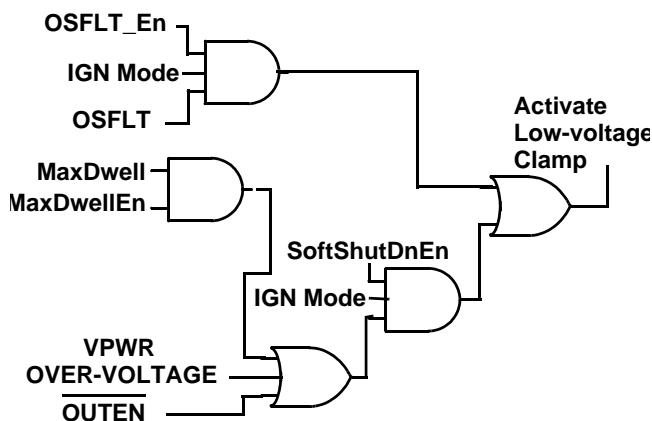 OSFLT_En
IGN Mode
OSFLT
Activate
Low-voltage
Clamp
MaxDwell
MaxDwellEn
SoftShutDnEn
IGN Mode
VPWR
OVER-VOLTAGE
OUTEN